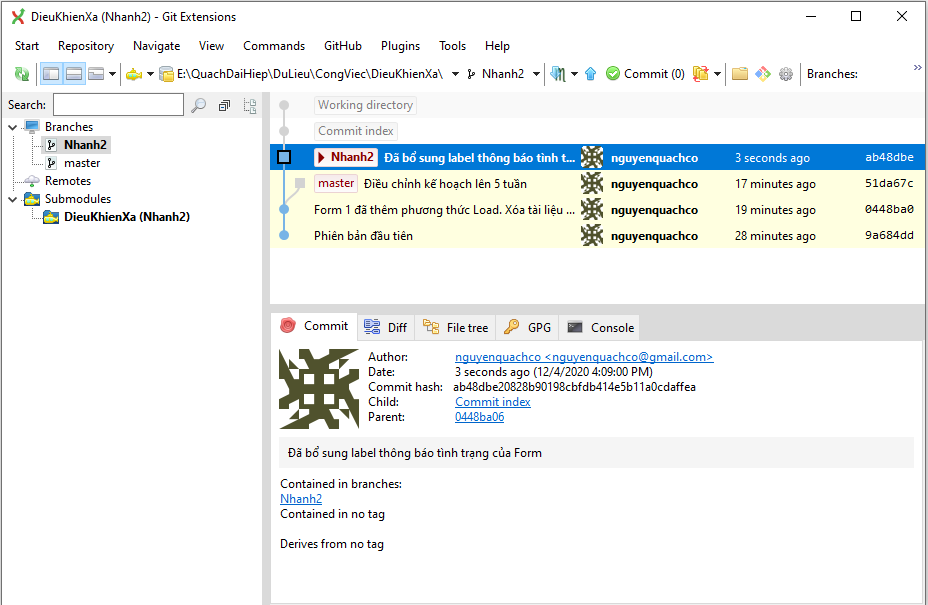 DieuKhienXa (Nhanh2) - Git Extensions
Start Repository Navigate View Commands GitHub Plugins Tools Help
E:\QuachDaiHiep\DuLieu\CongViec\DieuKhienXa\ Nhanh2 Commit (0) Branches: »
Search:
Branches
Nhanh2
master
Remotes
Submodules
DieuKhienXa (Nhanh2)
Working directory
Commit index
Nhanh2 Đã bổ sung label thông báo tình t... nguyenquachco 3 seconds ago ab48dbe
master Điều chỉnh kế hoạch lên 5 tuần nguyenquachco 17 minutes ago 51da67c
Form 1 đã thêm phương thức Load. Xóa tài liệu ... nguyenquachco 19 minutes ago 0448ba0
Phiên bản đầu tiên nguyenquachco 28 minutes ago 9a684dd
Commit Diff File tree GPG Console
Author: nguyenquachco <nguyenquachco@gmail.com>
Date: 3 seconds ago (12/4/2020 4:09:00 PM)
Commit hash: ab48dbe20828b90198cbfdb414e5b11a0cdaffea
Child: Commit index
Parent: 0448ba06
Đã bổ sung label thông báo tình trạng của Form
Contained in branches:
Nhanh2
Contained in no tag
Derives from no tag